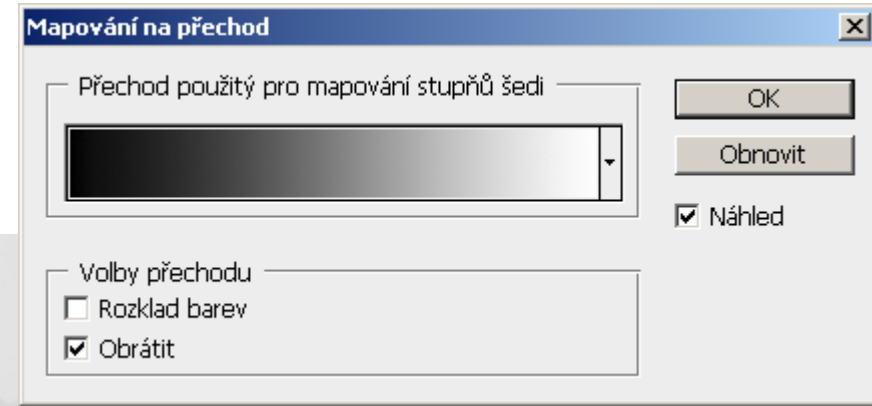 Mapování na přechod
Přechod použitý pro mapování stupňů šedi
OK
Obnovit
Náhled
Volby přechodu
Rozklad barev
Obrátit